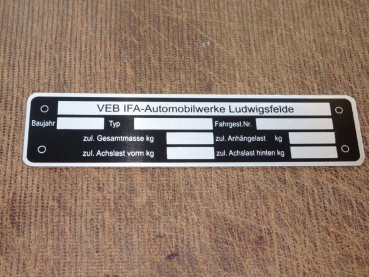 VEB IFA-Automobilwerke Ludwigsfelde
Baujahr Typ Fahrgest.Nr.
zul. Gesamtmasse kg zul. Anhängelast kg
zul. Achslast vorm kg zul. Achslast hinten kg